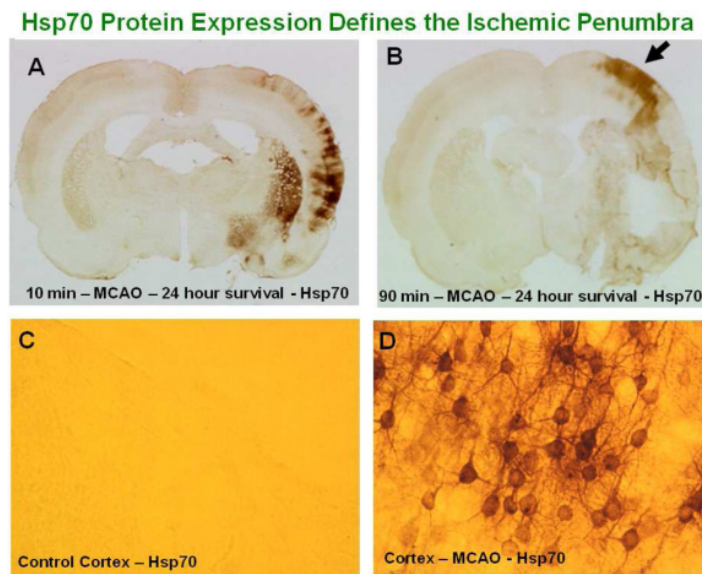 Hsp70 Protein Expression Defines the Ischemic Penumbra
A
B
10 min – MCAO – 24 hour survival - Hsp70
90 min – MCAO – 24 hour survival - Hsp70
C
D
Control Cortex – Hsp70
Cortex – MCAO - Hsp70